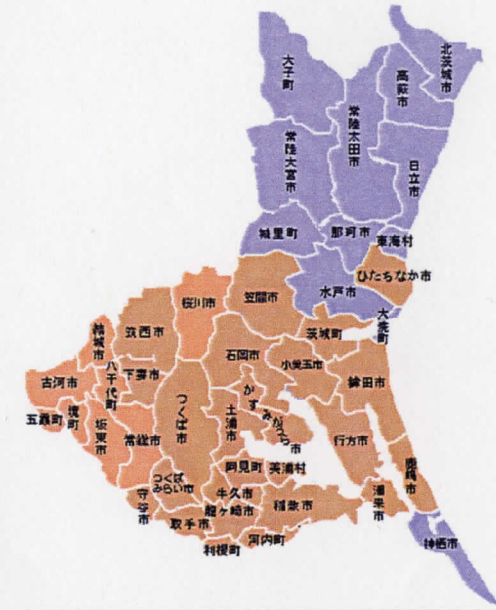 北茨城市
大子町
高萩市
常陸太田市
常陸大宮市
日立市
城里町
那珂市
東海村
ひたちなか市
水戸市
笠間市
桜川市
大洗町
茨城町
筑西市
結城市
石岡市
小美玉市
下妻市
八千代町
古河市
鉾田市
かすみがうら市
五霞町
境町
坂東市
つくば市
土浦市
常総市
行方市
阿見町
美浦村
鹿嶋市
つくば
みらい市
守谷市
牛久市
稲敷市
潮来市
龍ヶ崎市
取手市
河内町
利根町
神栖市